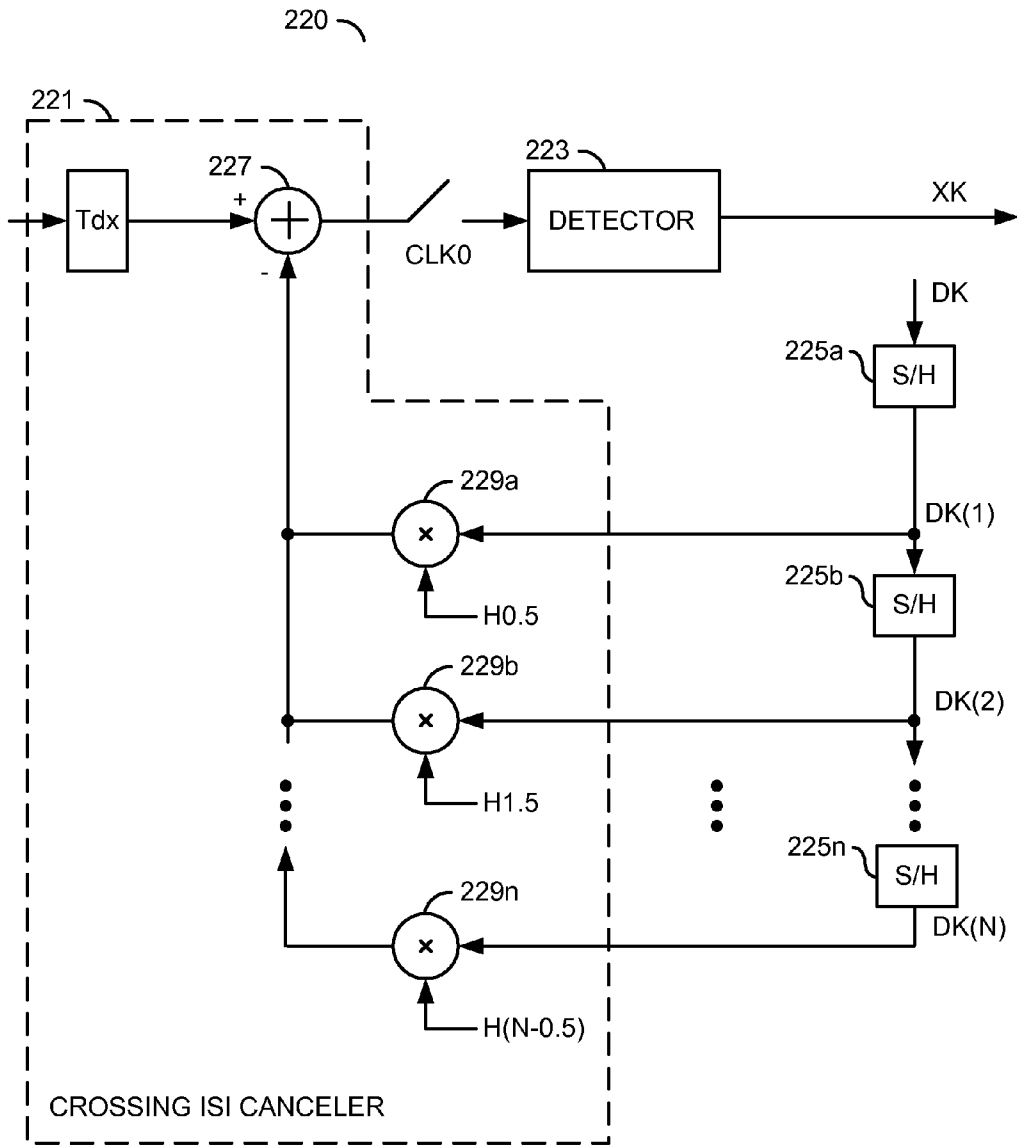 220
221
227
223
Tdx
+
+
-
CLK0
DETECTOR
XK
DK
225a
S/H
229a
×
DK(1)
H0.5
225b
S/H
229b
×
DK(2)
H1.5
225n
S/H
229n
×
DK(N)
H(N-0.5)
CROSSING ISI CANCELER